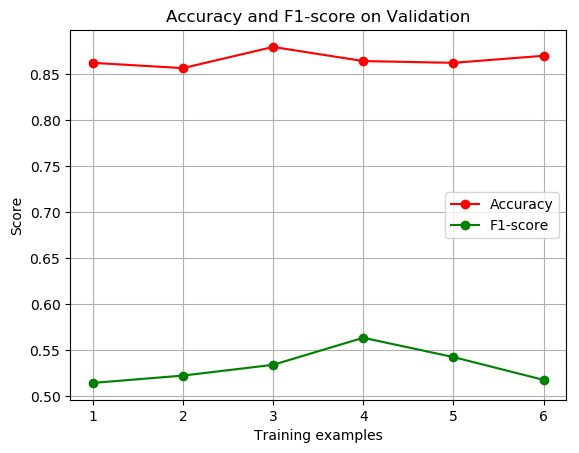 Accuracy and F1-score on Validation
Score
0.85
0.80
0.75
0.70
0.65
0.60
0.55
0.50
Accuracy
F1-score
1 2 3 4 5 6
Training examples